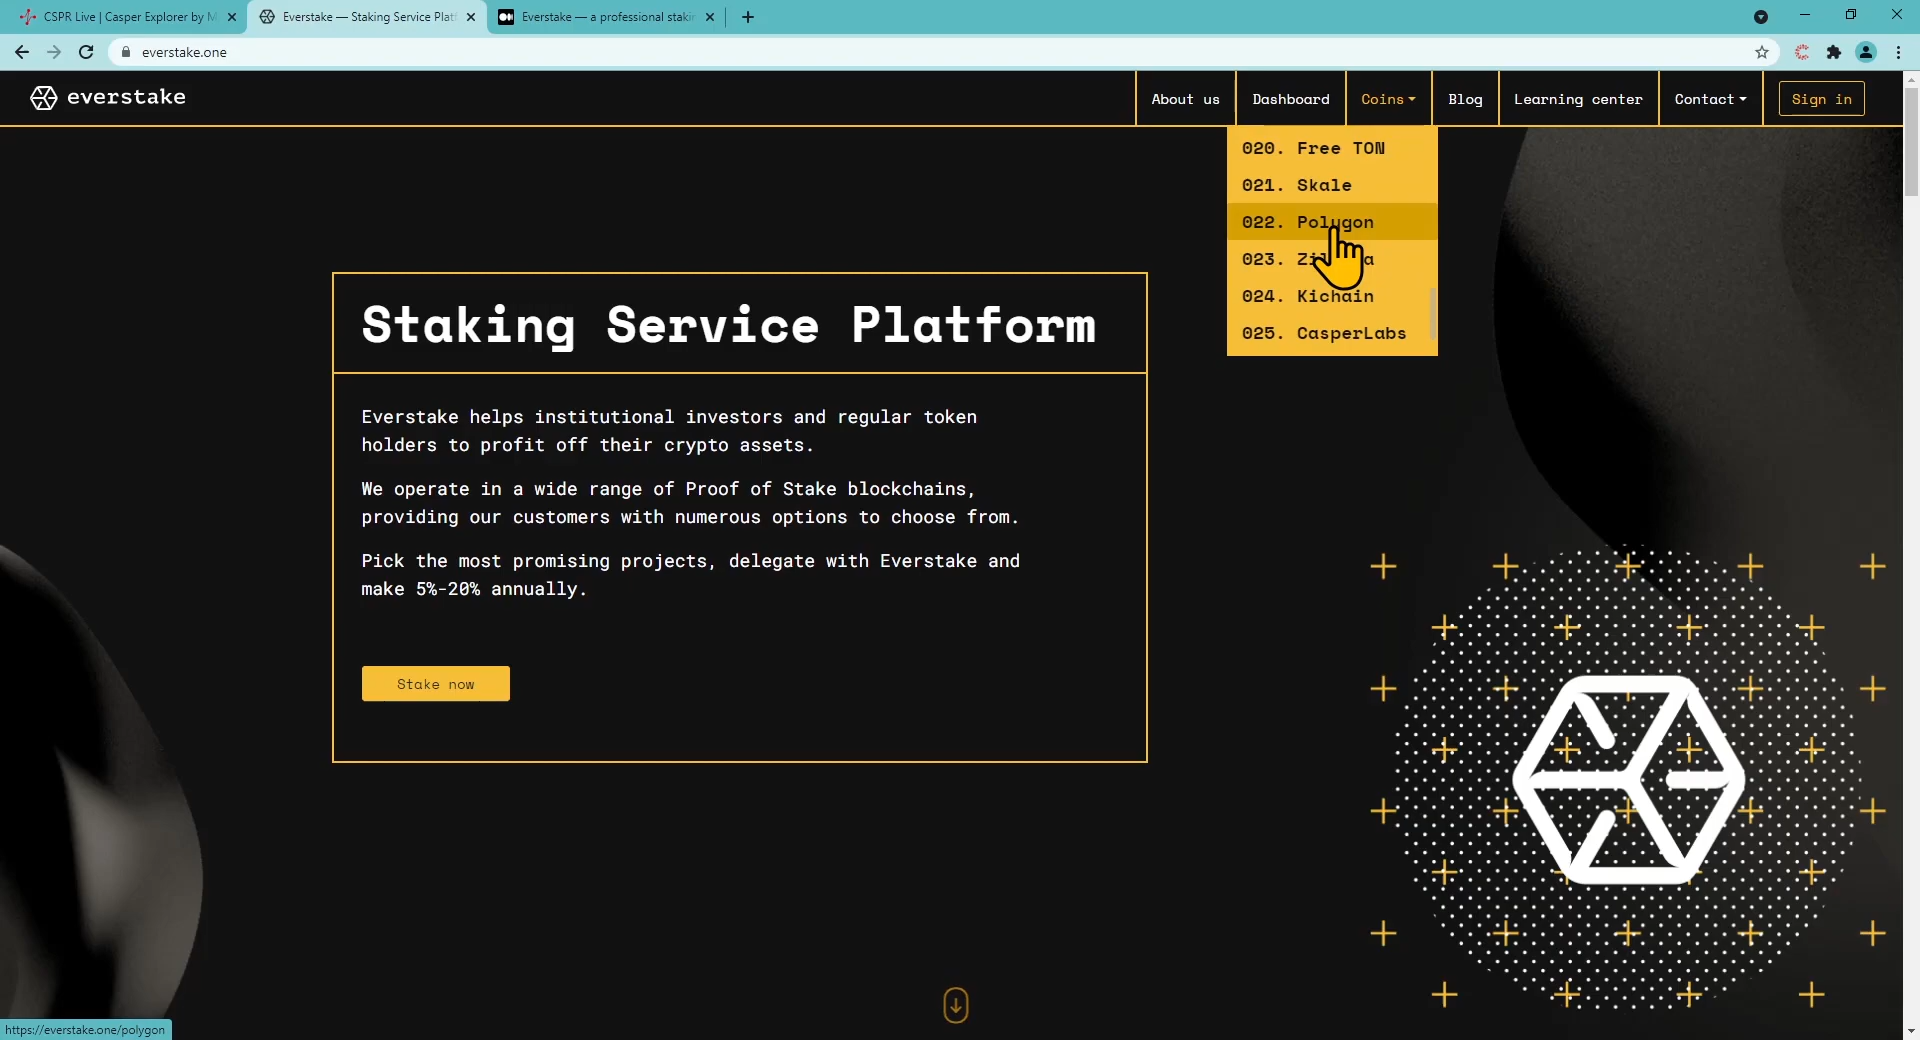 CSPR Live | Casper Explorer by M
Everstake — Staking Service Platf
Everstake — a professional stakin
everstake.one
everstake
About us
Dashboard
Coins
Blog
Learning center
Contact
Sign in
020. Free TON
021. Skale
022. Polygon
023.
024. Kichain
025. CasperLabs
Staking Service Platform
Everstake helps institutional investors and regular token
holders to profit off their crypto assets.
We operate in a wide range of Proof of Stake blockchains,
providing our customers with numerous options to choose from.
Pick the most promising projects, delegate with Everstake and
make 5%-20% annually.
Stake now
https://everstake.one/polygon